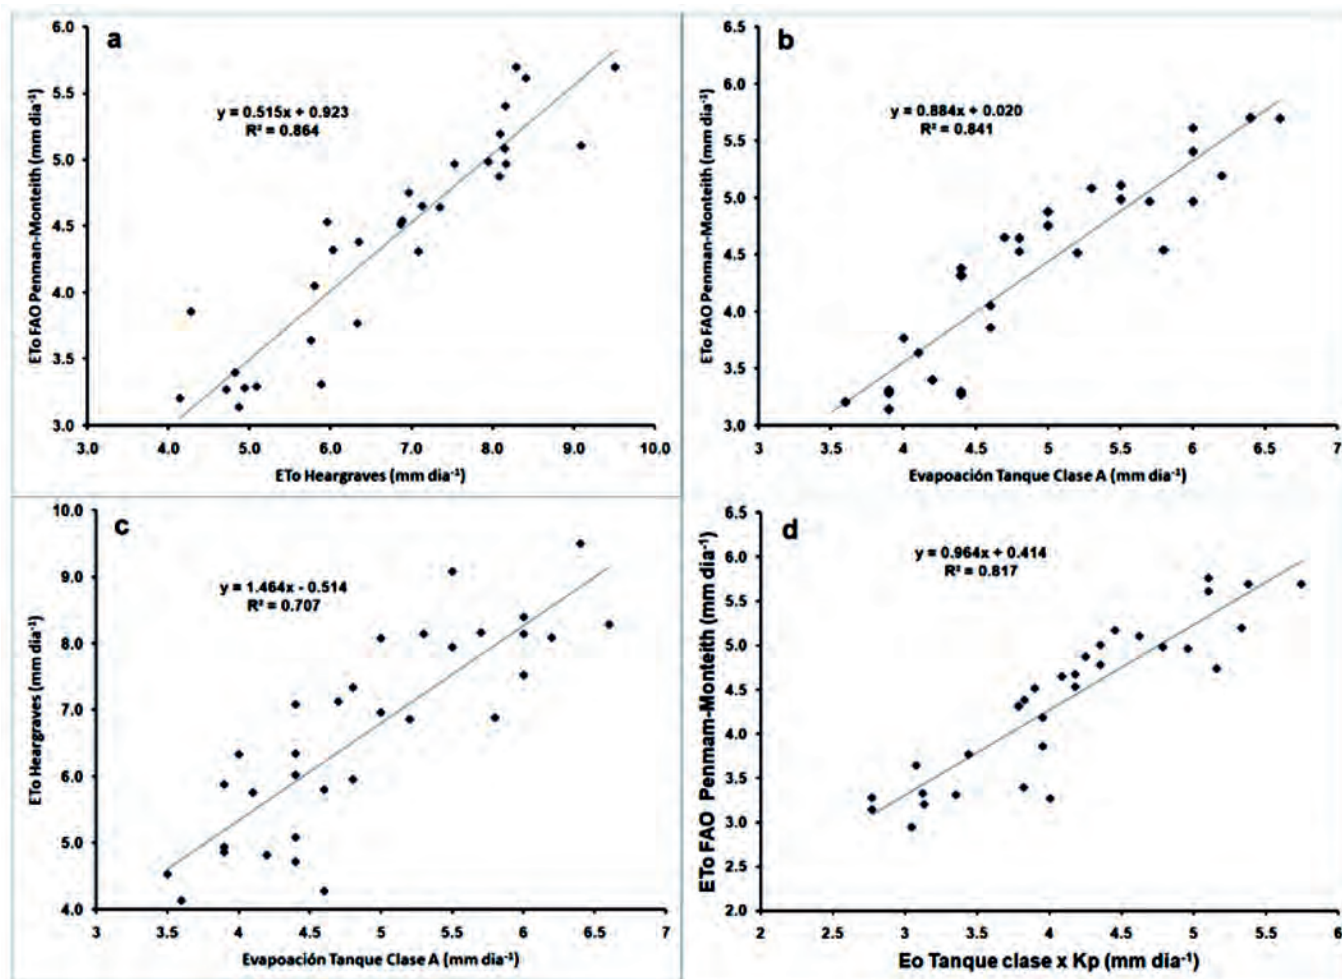 a
y = 0.515x + 0.923
R² = 0.864
ETo FAO Penman-Monteith (mm dia⁻¹)
6.0
5.5
5.0
4.5
4.0
3.5
3.0
3.0 4.0 5.0 6.0 7.0 8.0 9.0 10.0
ETo Heargraves (mm dia⁻¹)
b
y = 0.884x + 0.020
R² = 0.841
ETo FAO Penman-Monteith (mm dia⁻¹)
6.5
6.0
5.5
5.0
4.5
4.0
3.5
3.0
3 3.5 4 4.5 5 5.5 6 6.5 7
Evapoación Tanque Clase A (mm dia⁻¹)
c
y = 1.464x - 0.514
R² = 0.707
ETo Heargraves (mm dia⁻¹)
10.0
9.0
8.0
7.0
6.0
5.0
4.0
3 3.5 4 4.5 5 5.5 6 6.5 7
Evapoación Tanque Clase A (mm dia⁻¹)
d
y = 0.964x + 0.414
R² = 0.817
ETo FAO Penmam-Monteith (mm dia⁻¹)
6.5
6.0
5.5
5.0
4.5
4.0
3.5
3.0
2.5
2.0
2 2.5 3 3.5 4 4.5 5 5.5 6
Eo Tanque clase x Kp (mm dia⁻¹)